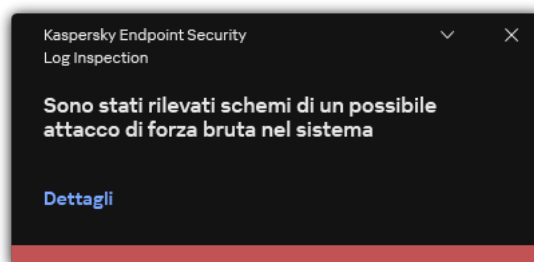 Kaspersky Endpoint Security
Log Inspection
Sono stati rilevati schemi di un possibile
attacco di forza bruta nel sistema
Dettagli